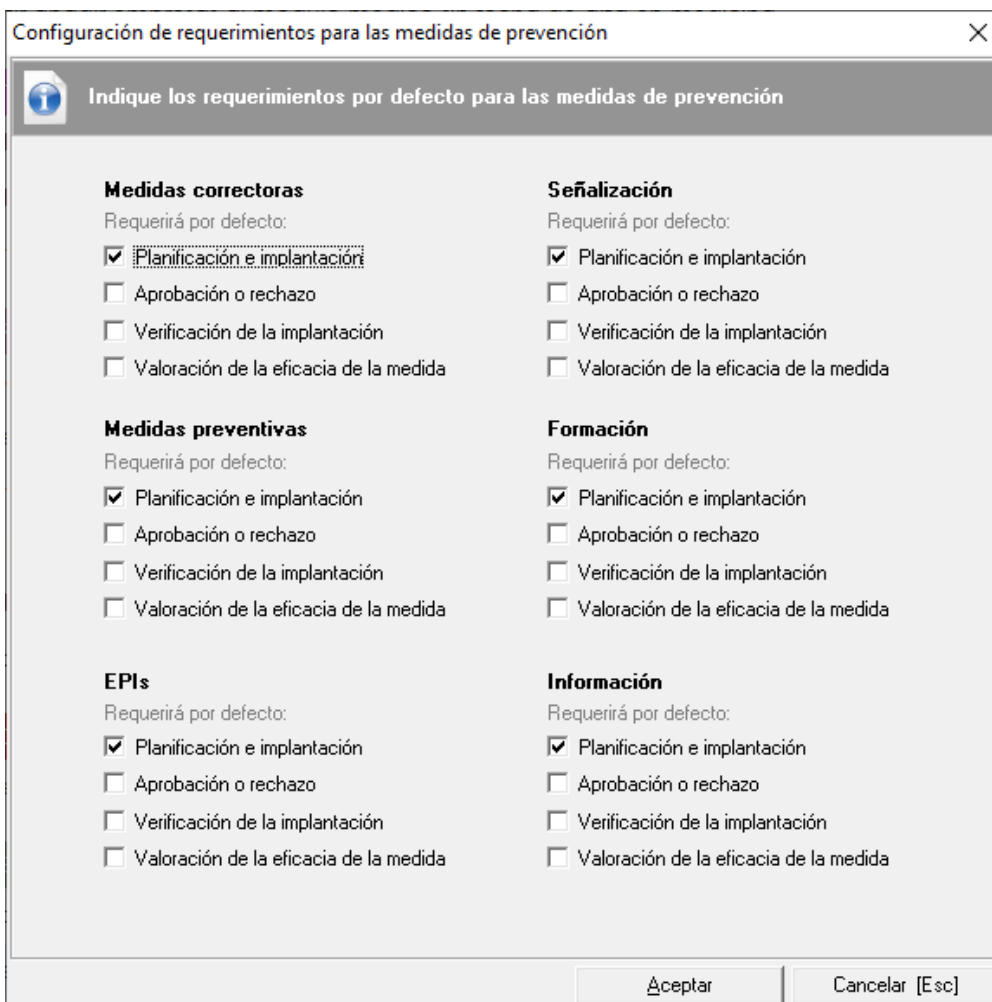 Configuración de requerimientos para las medidas de prevención
Indique los requerimientos por defecto para las medidas de prevención
Medidas correctoras
Requerirá por defecto:
Planificación e implantación
Aprobación o rechazo
Verificación de la implantación
Valoración de la eficacia de la medida
Señalización
Requerirá por defecto:
Planificación e implantación
Aprobación o rechazo
Verificación de la implantación
Valoración de la eficacia de la medida
Medidas preventivas
Requerirá por defecto:
Planificación e implantación
Aprobación o rechazo
Verificación de la implantación
Valoración de la eficacia de la medida
Formación
Requerirá por defecto:
Planificación e implantación
Aprobación o rechazo
Verificación de la implantación
Valoración de la eficacia de la medida
EPIs
Requerirá por defecto:
Planificación e implantación
Aprobación o rechazo
Verificación de la implantación
Valoración de la eficacia de la medida
Información
Requerirá por defecto:
Planificación e implantación
Aprobación o rechazo
Verificación de la implantación
Valoración de la eficacia de la medida
Aceptar
Cancelar [Esc]